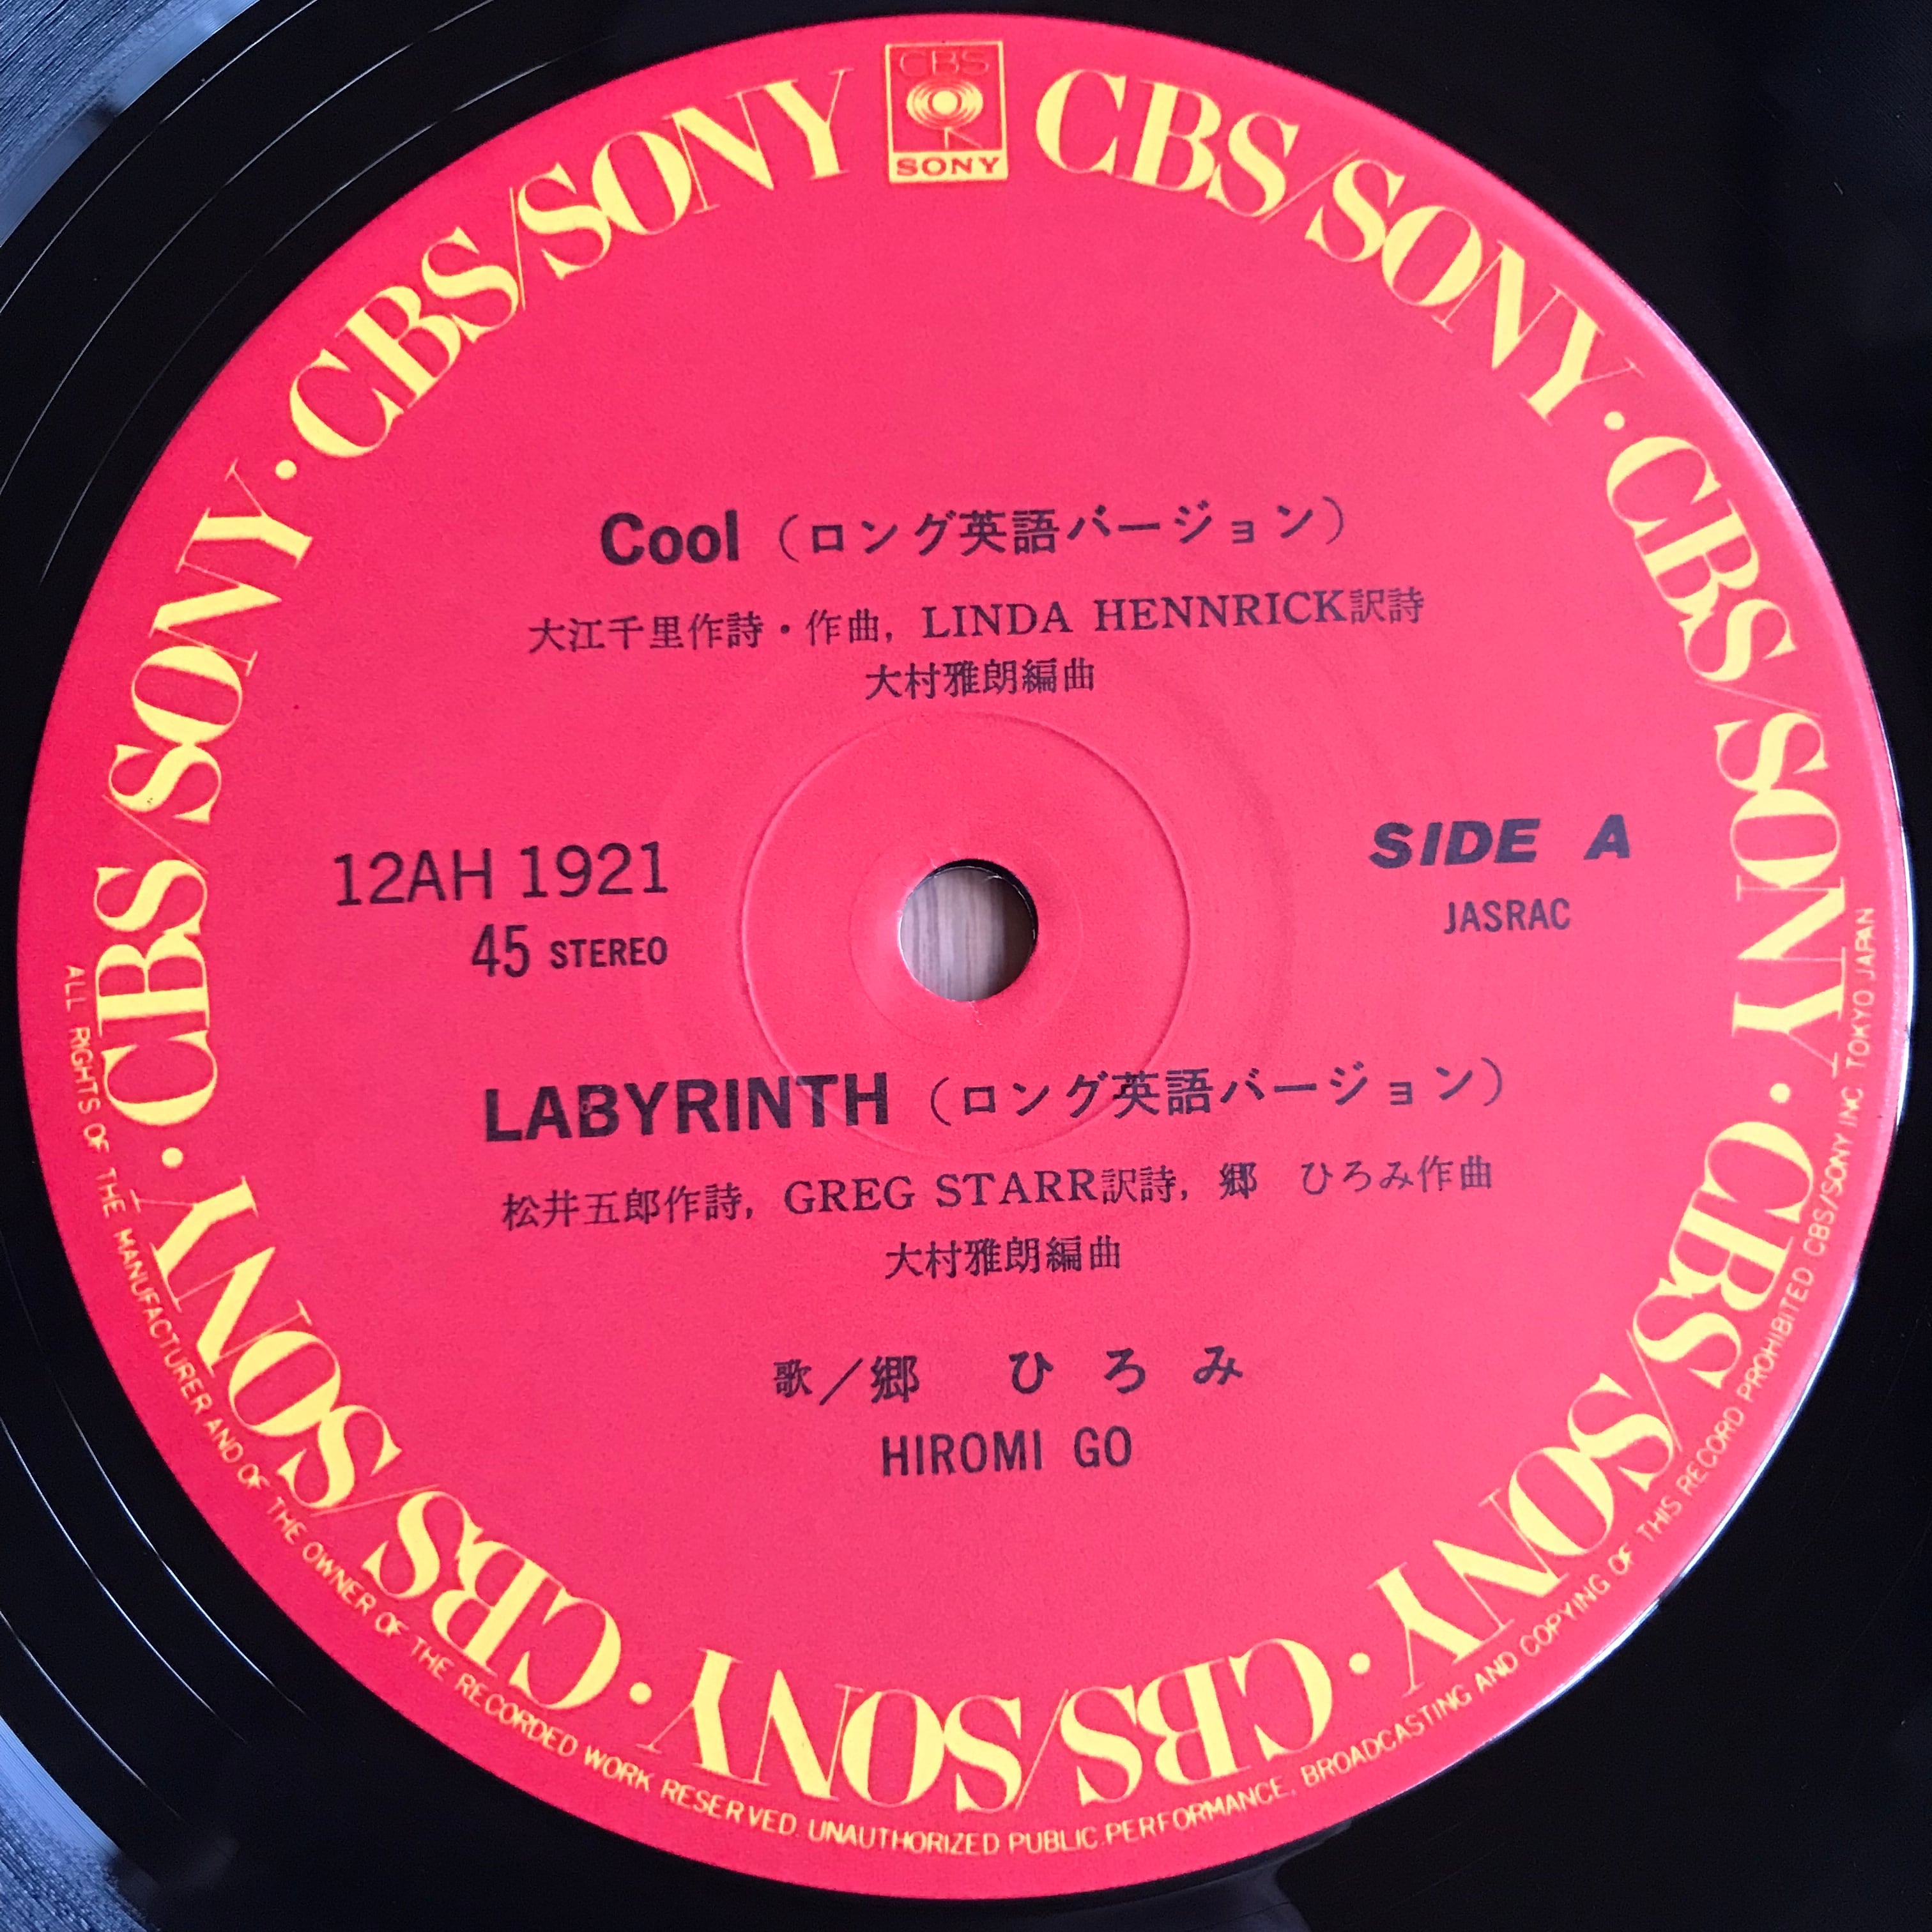 CBS
SONY
CBS/SONY · CBS/SONY · CBS/SONY · CBS/SONY · CBS/SONY · CBS/SONY · CBS/SONY
Cool（ロング英語バージョン）
大江千里作詩・作曲, LINDA HENNRICK訳詩
大村雅朗編曲
12AH 1921
45 STEREO
SIDE A
JASRAC
LABYRINTH（ロング英語バージョン）
松井五郎作詩, GREG STARR訳詩, 郷 ひろみ作曲
大村雅朗編曲
歌／郷 ひろみ
HIROMI GO
ALL RIGHTS OF THE MANUFACTURER AND OF THE OWNER OF THE RECORDED WORK RESERVED. UNAUTHORIZED PUBLIC PERFORMANCE, BROADCASTING AND COPYING OF THIS RECORD PROHIBITED CBS/SONY INC TOKYO JAPAN